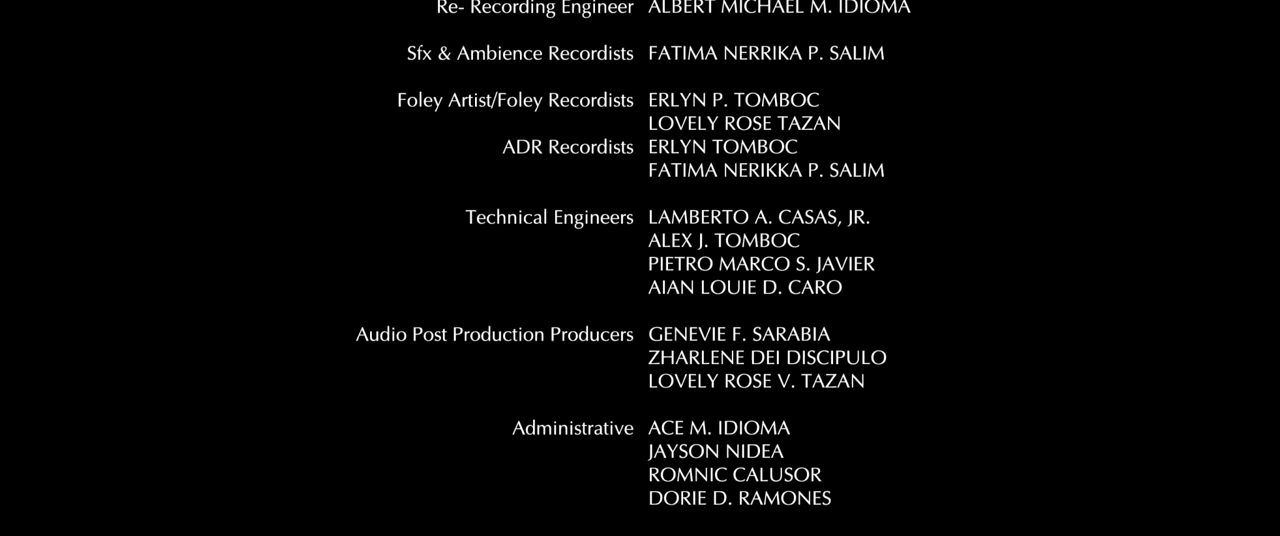 Re- Recording Engineer ALBERT MICHAEL M. IDIOMA
Sfx & Ambience Recordists FATIMA NERRIKA P. SALIM
Foley Artist/Foley Recordists ERLYN P. TOMBOC
LOVELY ROSE TAZAN
ADR Recordists ERLYN TOMBOC
FATIMA NERIKKA P. SALIM
Technical Engineers LAMBERTO A. CASAS, JR.
ALEX J. TOMBOC
PIETRO MARCO S. JAVIER
AIAN LOUIE D. CARO
Audio Post Production Producers GENEVIE F. SARABIA
ZHARLENE DEI DISCIPULO
LOVELY ROSE V. TAZAN
Administrative ACE M. IDIOMA
JAYSON NIDEA
ROMNIC CALUSOR
DORIE D. RAMONES